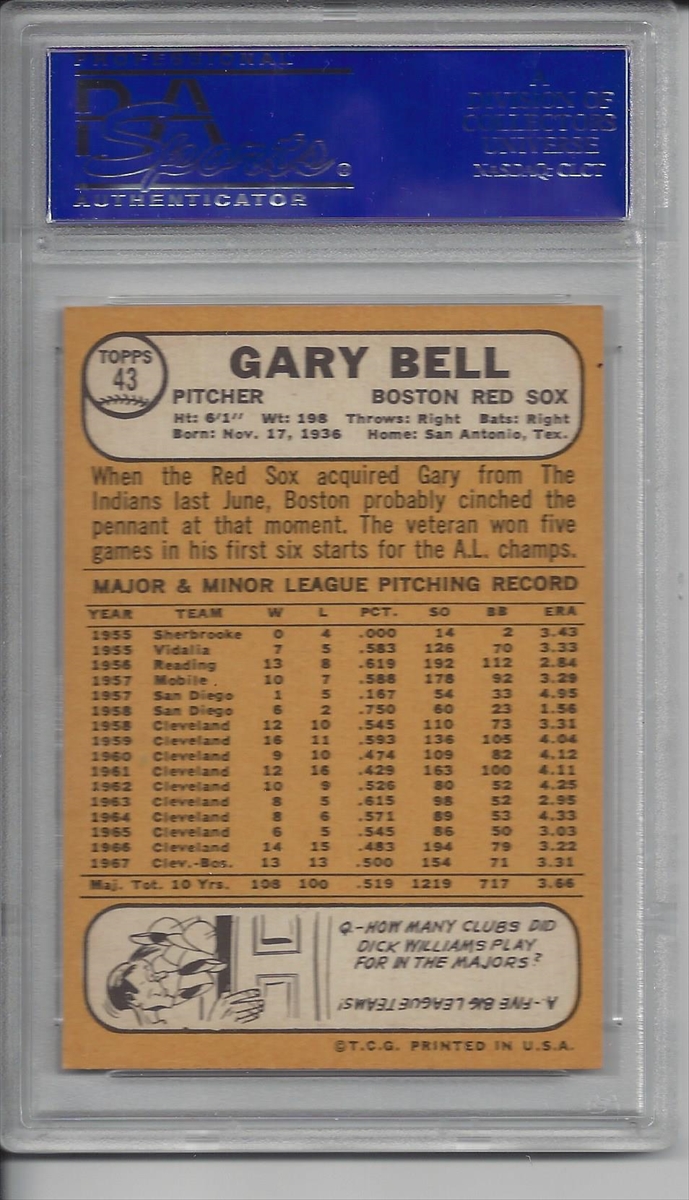 PROFESSIONAL
PSA
Sports ®
AUTHENTICATOR
A
DIVISION OF
COLLECTORS
UNIVERSE
NASDAQ: CLCT
TOPPS
43
GARY BELL
PITCHER BOSTON RED SOX
Ht: 6'1" Wt: 198 Throws: Right Bats: Right
Born: Nov. 17, 1936 Home: San Antonio, Tex.
When the Red Sox acquired Gary from The
Indians last June, Boston probably cinched the
pennant at that moment. The veteran won five
games in his first six starts for the A.L. champs.
MAJOR & MINOR LEAGUE PITCHING RECORD
YEAR TEAM W L PCT. SO BB ERA
1955 Sherbrooke 0 4 .000 14 2 3.43
1955 Vidalia 7 5 .583 126 70 3.33
1956 Reading 13 8 .619 192 112 2.84
1957 Mobile . 10 7 .588 178 92 3.29
1957 San Diego 1 5 .167 54 33 4.95
1958 San Diego 6 2 .750 60 23 1.56
1958 Cleveland 12 10 .545 110 73 3.31
1959 Cleveland 16 11 .593 136 105 4.04
1960 Cleveland 9 10 .474 109 82 4.12
1961 Cleveland 12 16 .429 163 100 4.11
1962 Cleveland 10 9 .526 80 52 4.25
1963 Cleveland 8 5 .615 98 52 2.95
1964 Cleveland 8 6 .571 89 53 4.33
1965 Cleveland 6 5 .545 86 50 3.03
1966 Cleveland 14 15 .483 194 79 3.22
1967 Clev.-Bos. 13 13 .500 154 71 3.31
Maj. Tot. 10 Yrs. 108 100 .519 1219 717 3.66
Q-HOW MANY CLUBS DID
DICK WILLIAMS PLAY
FOR IN THE MAJORS?
A-FIVE BIG LEAGUE TEAMS!
©T.C.G. PRINTED IN U.S.A.